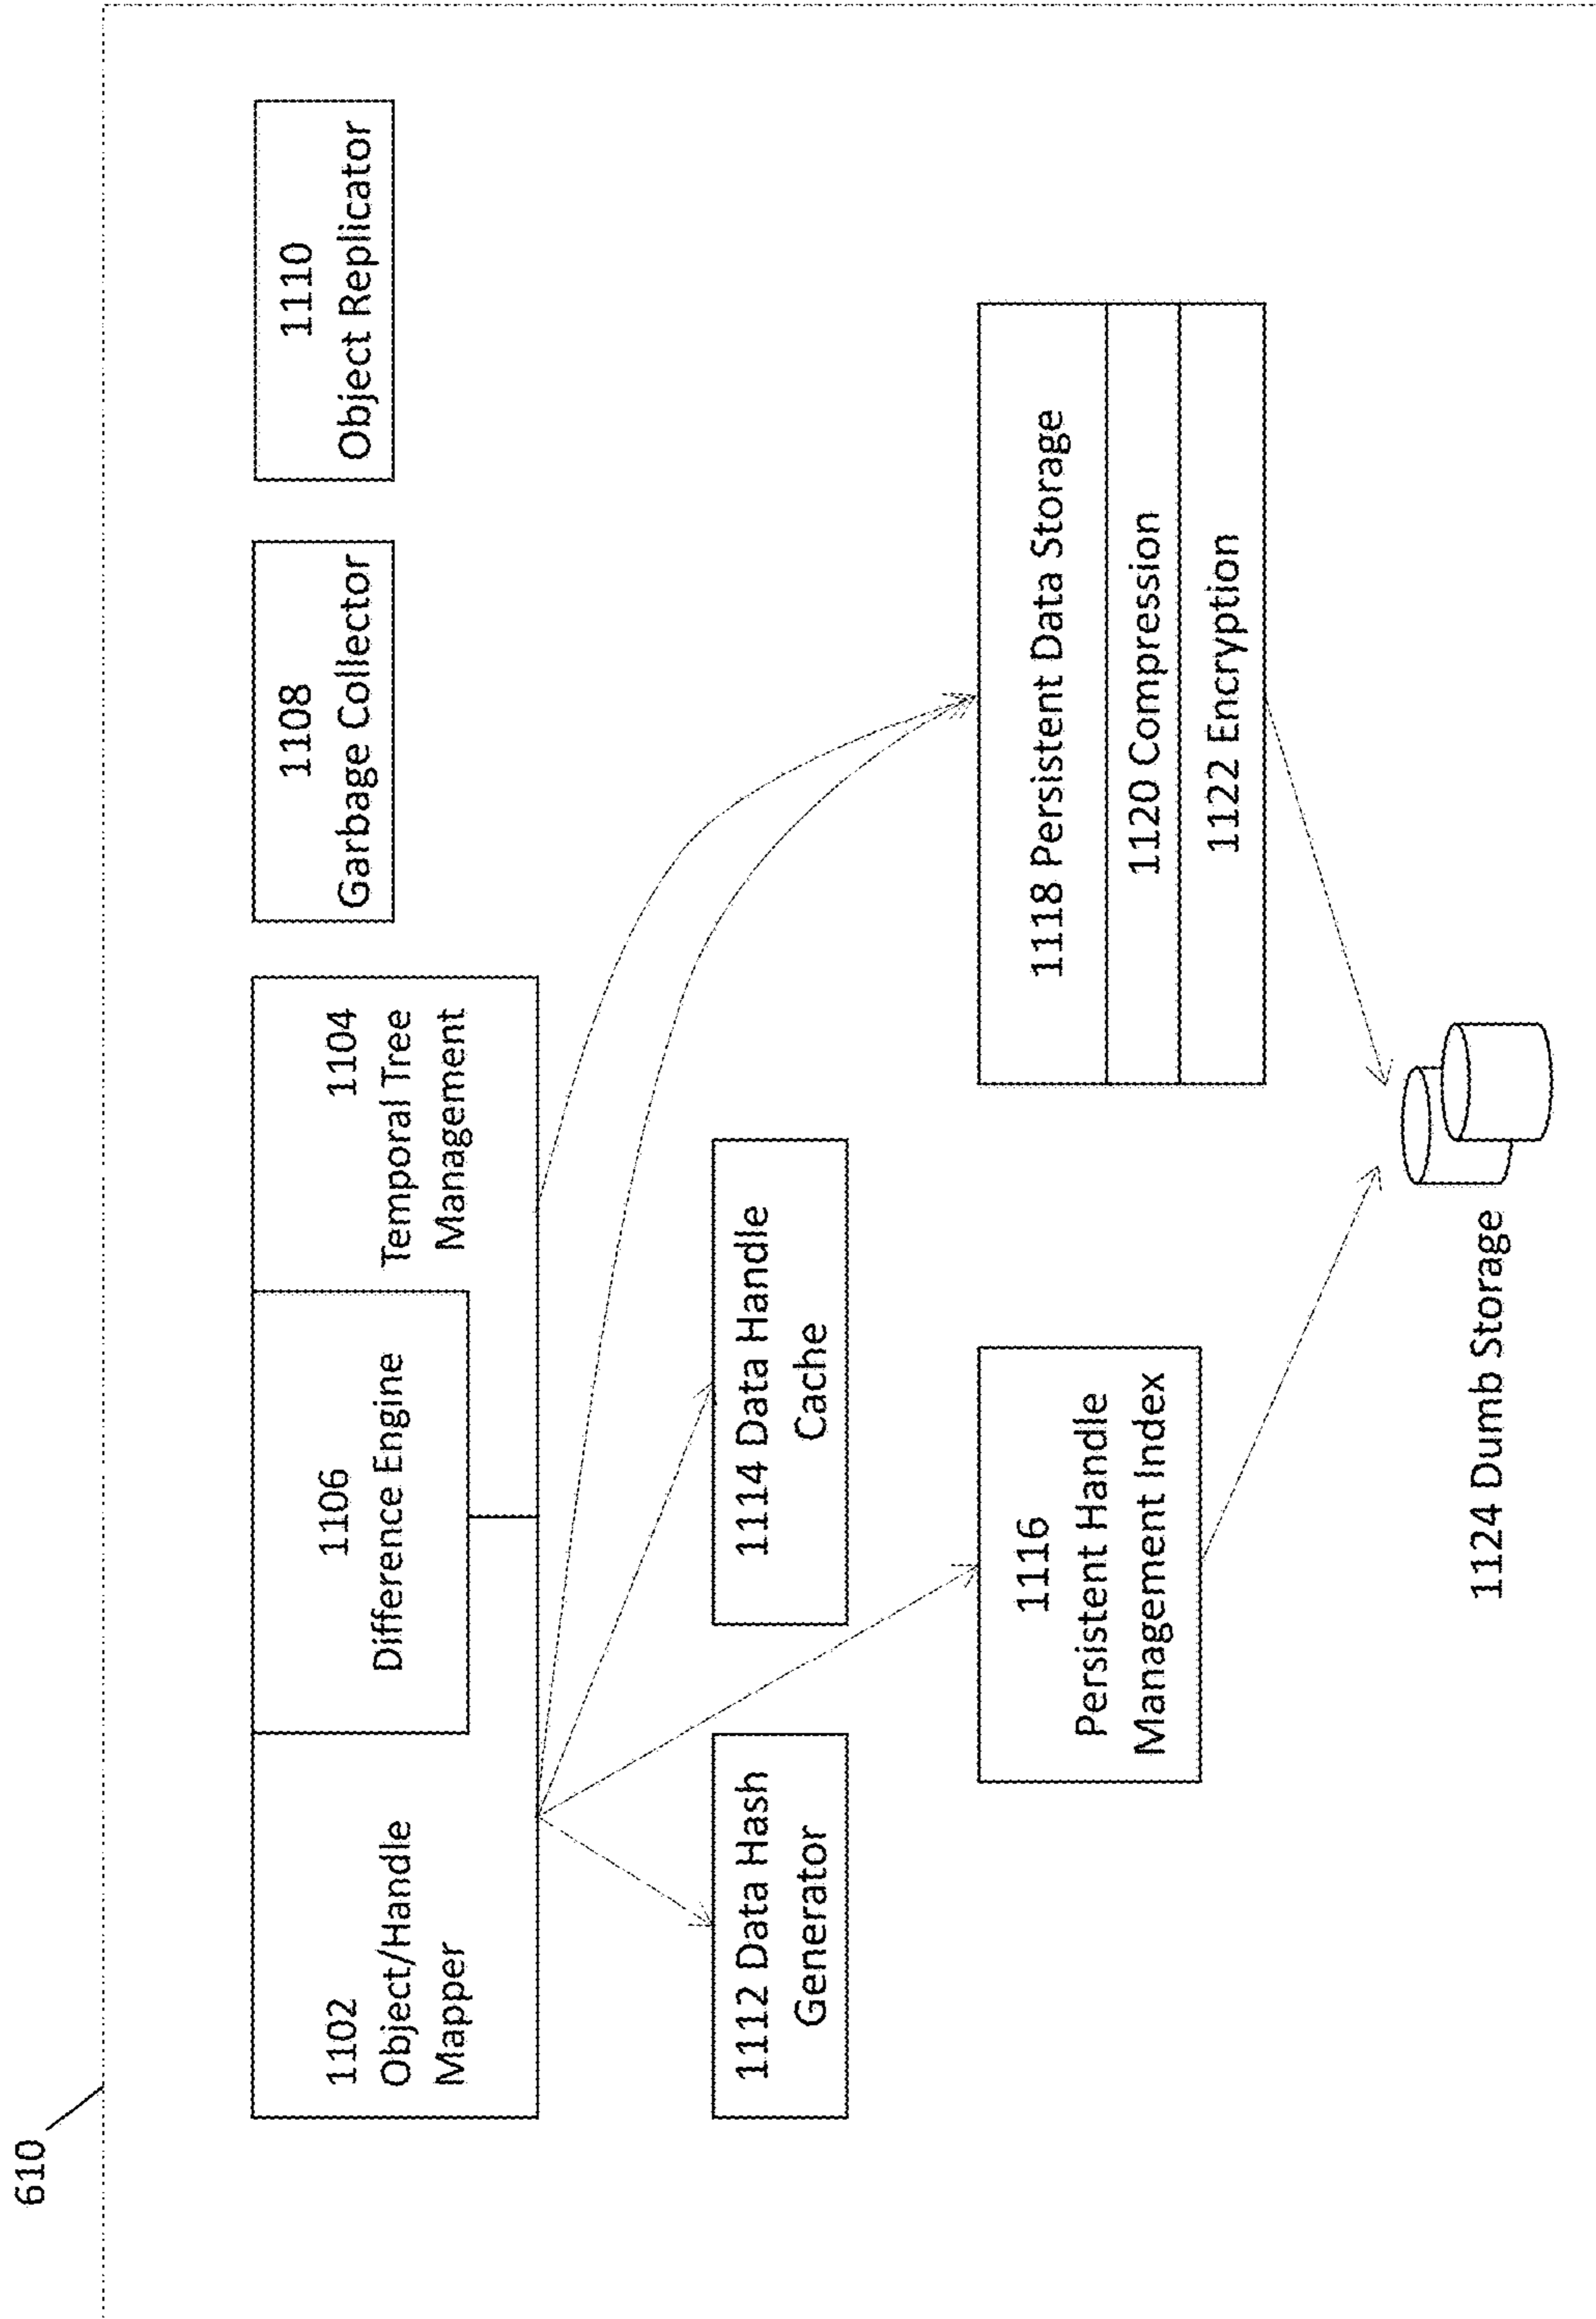 610
1102
Object/Handle
Mapper
1106
Difference Engine
1104
Temporal Tree
Management
1108
Garbage Collector
1110
Object Replicator
1112 Data Hash
Generator
1114 Data Handle
Cache
1116
Persistent Handle
Management Index
1118 Persistent Data Storage
1120 Compression
1122 Encryption
1124 Dumb Storage